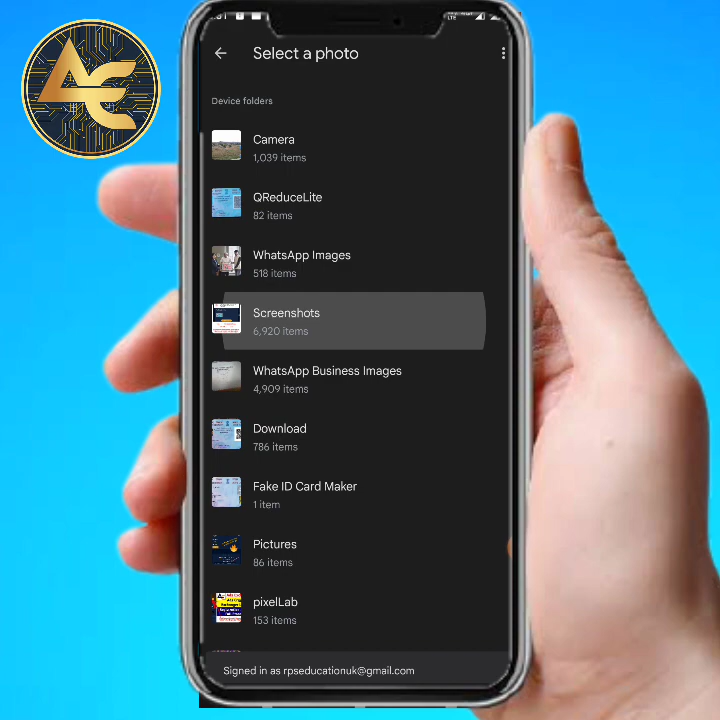 LTE
Select a photo
Device folders
Camera
1,039 items
QReduceLite
82 items
WhatsApp Images
518 items
Screenshots
6,920 items
WhatsApp Business Images
4,909 items
Download
786 items
Fake ID Card Maker
1 item
Pictures
86 items
pixelLab
153 items
Signed in as rpseducationuk@gmail.com